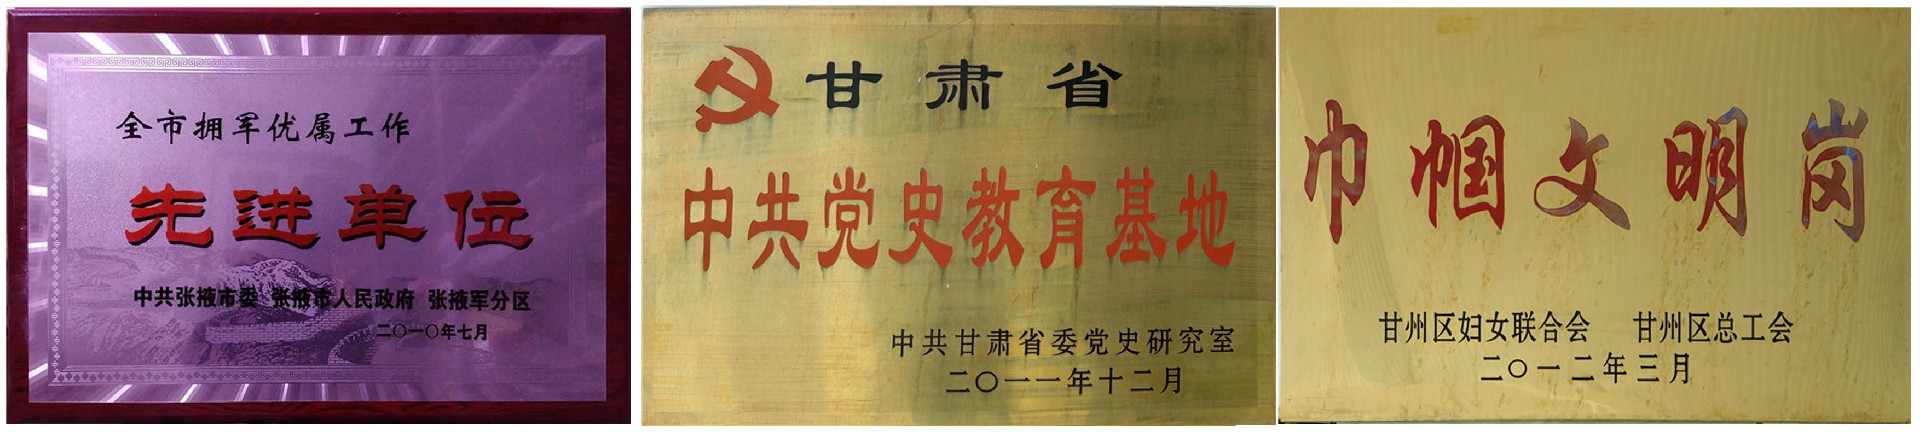 全市拥军优属工作
先进单位
中共张掖市委 张掖市人民政府 张掖军分区
二〇一〇年七月
甘肃省
中共党史教育基地
中共甘肃省委党史研究室
二〇一一年十二月
巾帼文明岗
甘州区妇女联合会 甘州区总工会
二〇一二年三月